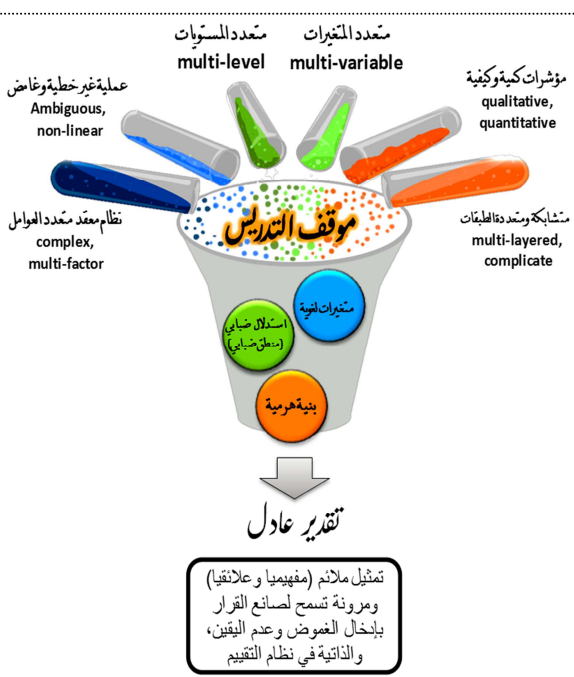 متعدد المستويات
multi-level
متعدد المتغيرات
multi-variable
عملية غير خطية وغامض
Ambiguous,
non-linear
مؤشرات كمية وكيفية
qualitative,
quantitative
نظام معقد متعدد العوامل
complex,
multi-factor
متشابكة ومتعددة الطبقات
multi-layered,
complicate
موقف التدريس
متغيرات لغوية
استدلال ضبابي
(منطق ضبابي)
بنية هرمية
تقدير عادل
تمثيل ملائم (مفهيميا وعلائقيا)
ومرونة تسمح لصانع القرار
بإدخال الغموض وعدم اليقين،
والذاتية في نظام التقييم